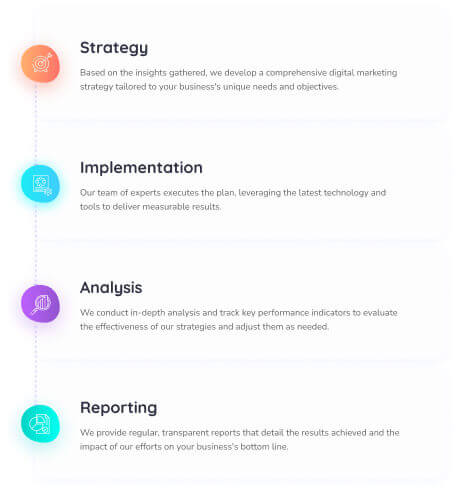 Strategy
Based on the insights gathered, we develop a comprehensive digital marketing
strategy tailored to your business's unique needs and objectives.
Implementation
Our team of experts executes the plan, leveraging the latest technology and
tools to deliver measurable results.
Analysis
We conduct in-depth analysis and track key performance indicators to evaluate
the effectiveness of our strategies and adjust them as needed.
Reporting
We provide regular, transparent reports that detail the results achieved and the
impact of our efforts on your business's bottom line.